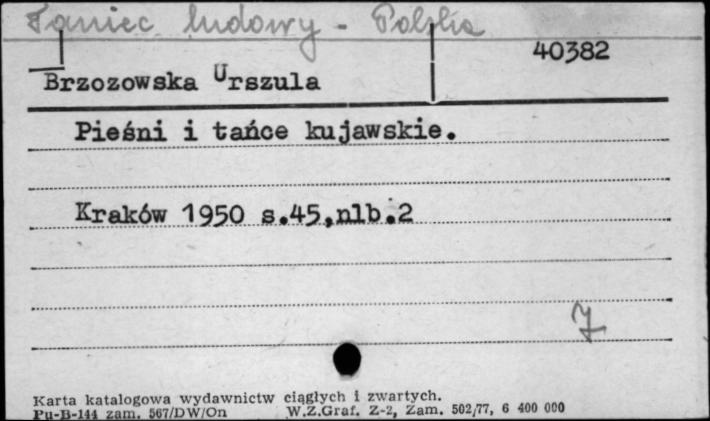 Taniec ludowy - Polska
40382
Brzozowska Urszula
Pieśni i tańce kujawskie.
Kraków 1950 s.45,nlb.2
7
Karta katalogowa wydawnictw ciągłych i zwartych.
Pu-B-144 zam. 567/DW/On W.Z.Graf. Z-2, Zam. 502/77, 6 400 000